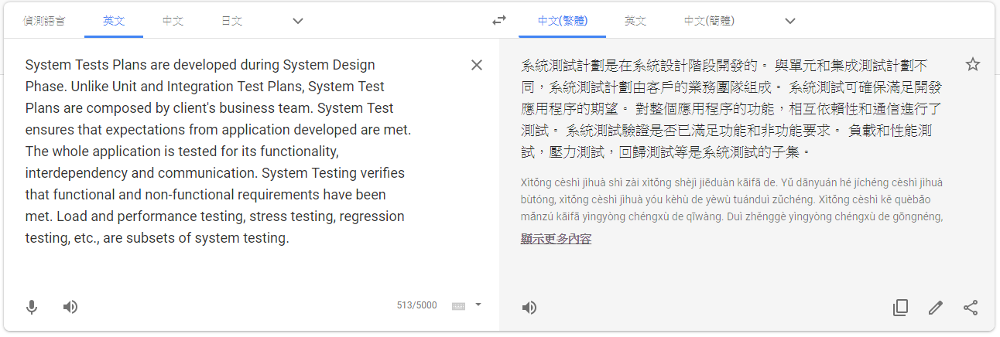 偵測語言 英文 中文 日文
中文(繁體) 英文 中文(簡體)
System Tests Plans are developed during System Design
Phase. Unlike Unit and Integration Test Plans, System Test
Plans are composed by client's business team. System Test
ensures that expectations from application developed are met.
The whole application is tested for its functionality,
interdependency and communication. System Testing verifies
that functional and non-functional requirements have been
met. Load and performance testing, stress testing, regression
testing, etc., are subsets of system testing.
513/5000
系統測試計劃是在系統設計階段開發的。 與單元和集成測試計劃不
同，系統測試計劃由客戶的業務團隊組成。 系統測試可確保滿足開發
應用程序的期望。 對整個應用程序的功能，相互依賴性和通信進行了
測試。 系統測試驗證是否已滿足功能和非功能要求。 負載和性能測
試，壓力測試，回歸測試等是系統測試的子集。
Xìtǒng cèshì jìhuà shì zài xìtǒng shèjì jiēduàn kāifā de. Yǔ dānyuán hé jíchéng cèshì jìhuà
bùtóng, xìtǒng cèshì jìhuà yóu kèhù de yèwù tuánduì zǔchéng. Xìtǒng cèshì kě quèbǎo
mǎnzú kāifā yìngyòng chéngxù de qīwàng. Duì zhěnggè yìngyòng chéngxù de gōngnéng,
顯示更多內容